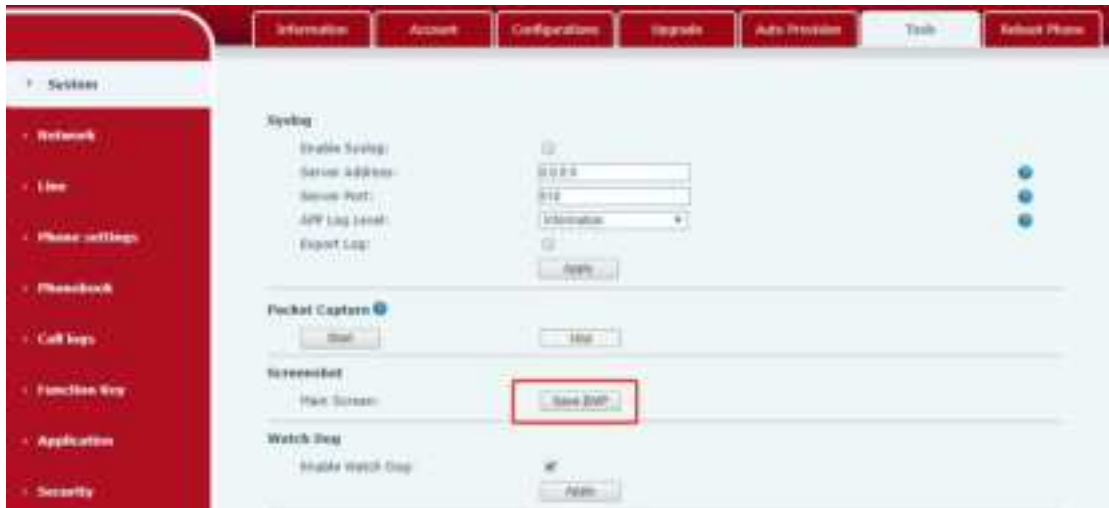 Information Account Configurations Upgrade Auto Provision Tools Reboot Phone
System
Network
Line
Phone settings
Phonebook
Call logs
Function Key
Application
Security
Syslog
Enable Syslog:
Server Address: 0.0.0.0
Server Port: 514
APP Log Level: Information
Export Log:
Apply
Packet Capture
Start Stop
Screenshot
Main Screen: Save BMP
Watch Dog
Enable Watch Dog:
Apply